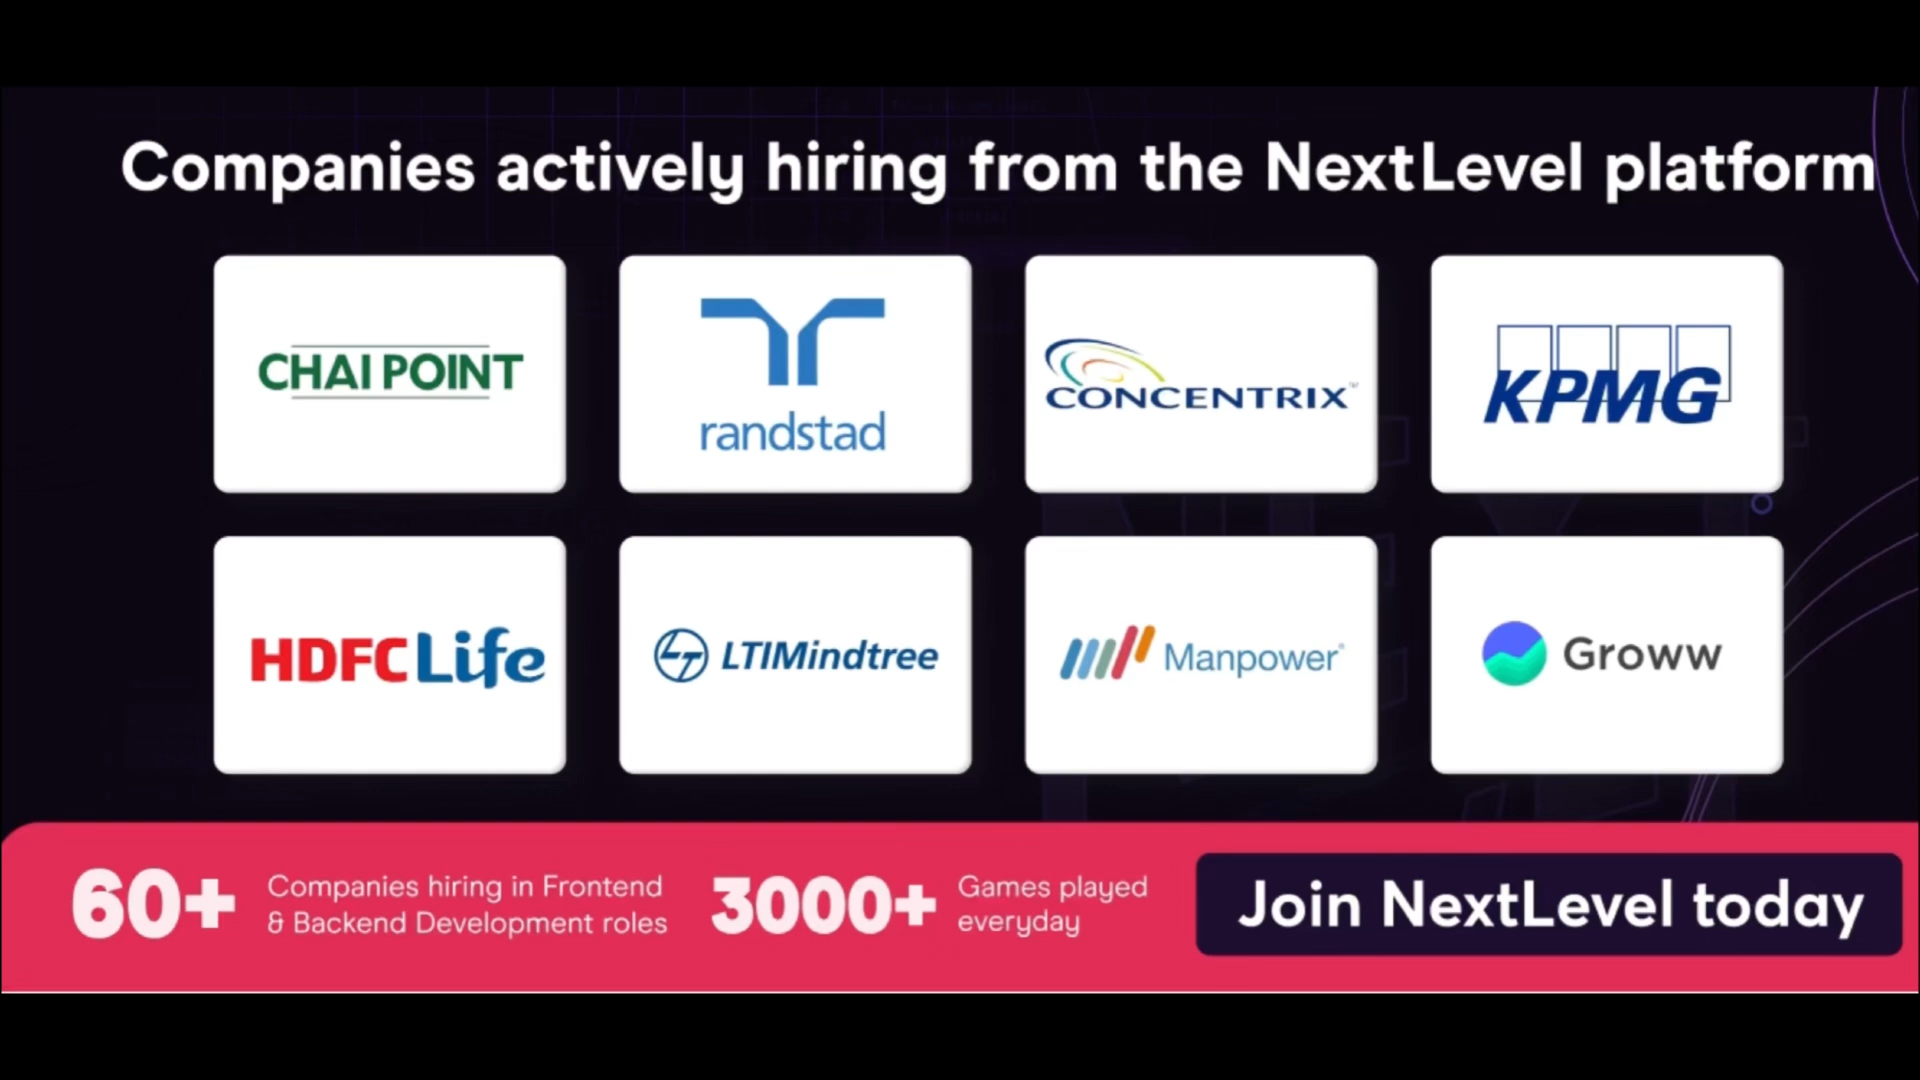 Companies actively hiring from the NextLevel platform
CHAI POINT
randstad
CONCENTRIX™
KPMG
HDFC Life
LTIMindtree
Manpower®
Groww
60+
Companies hiring in Frontend
& Backend Development roles
3000+
Games played
everyday
Join NextLevel today